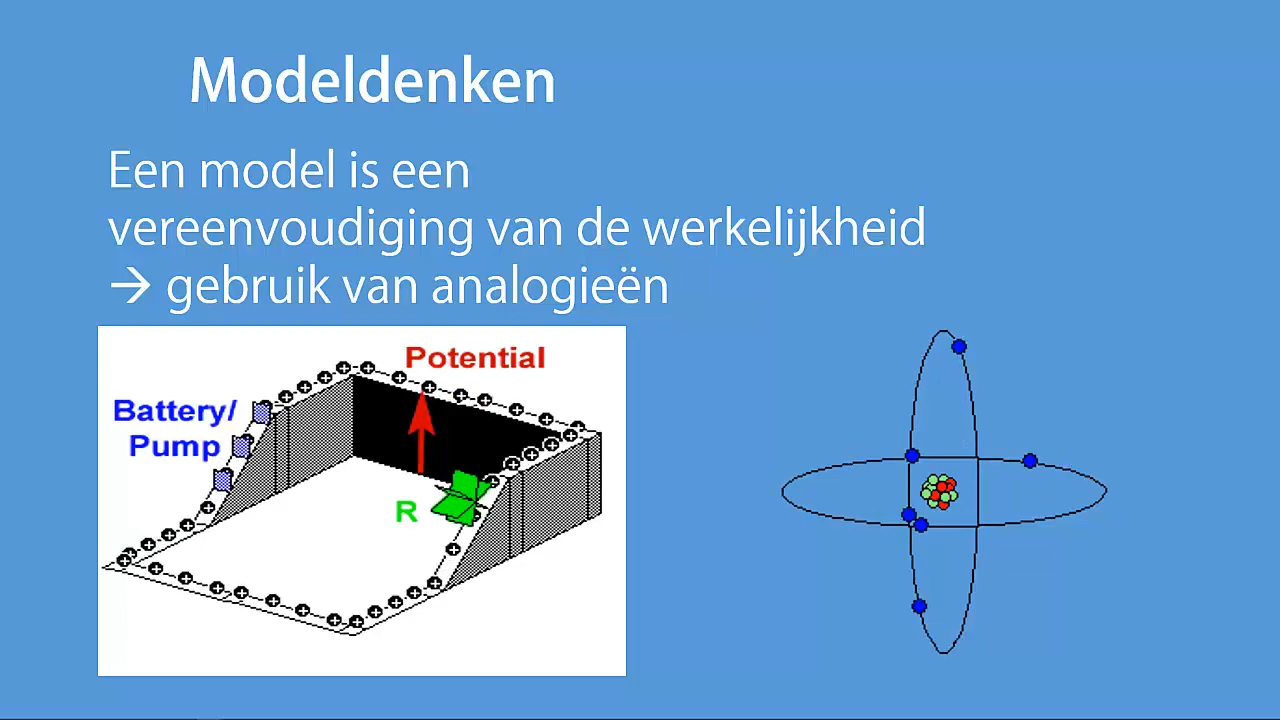 Modeldenken
Een model is een
vereenvoudiging van de werkelijkheid
→ gebruik van analogieën
Potential
Battery/
Pump
R